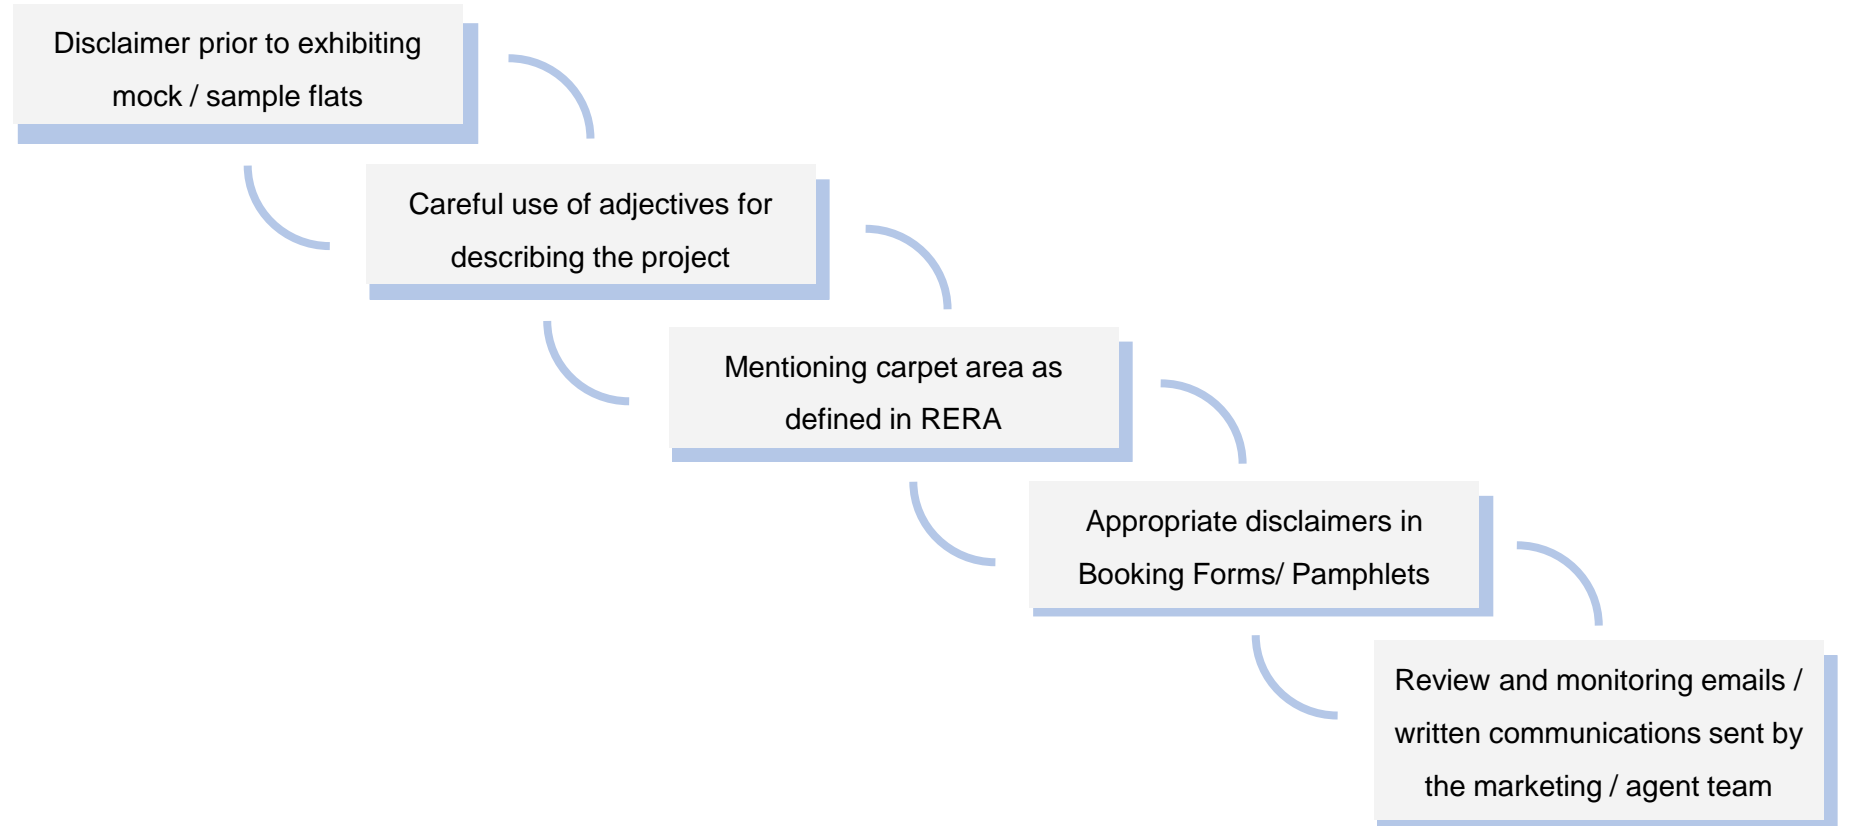 Disclaimer prior to exhibiting
mock / sample flats
Careful use of adjectives for
describing the project
Mentioning carpet area as
defined in RERA
Appropriate disclaimers in
Booking Forms/ Pamphlets
Review and monitoring emails /
written communications sent by
the marketing / agent team